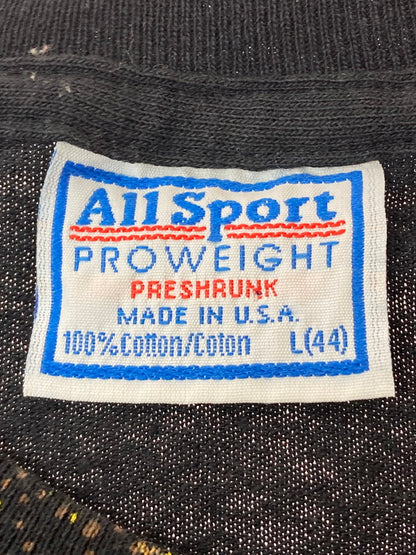 All Sport
PROWEIGHT
PRESHRUNK
MADE IN U.S.A.
100% Cotton/Coton L(44)